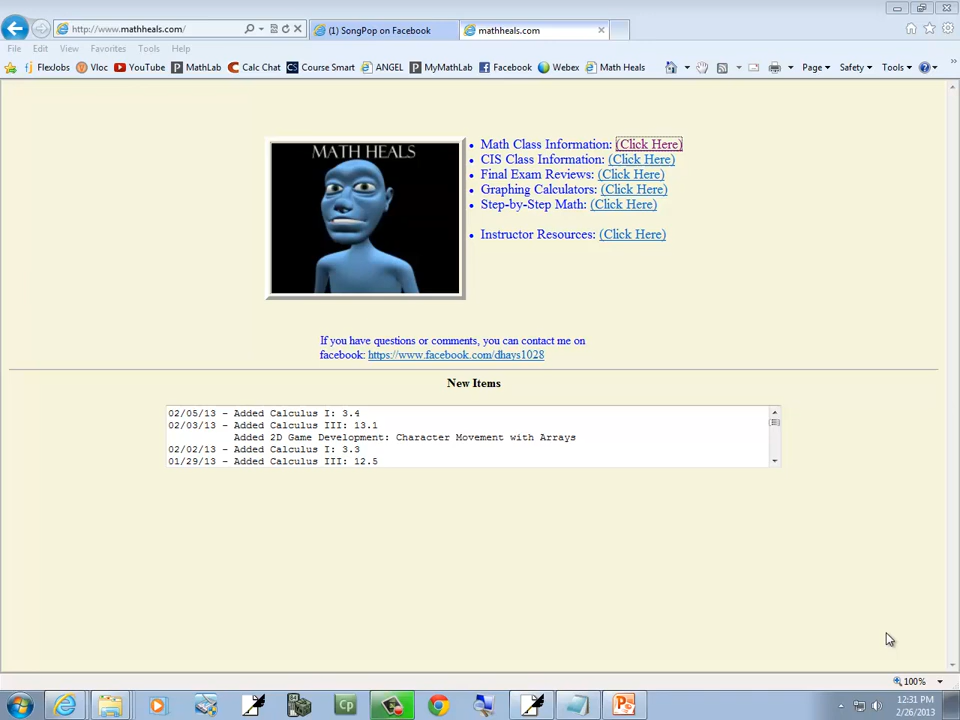 http://www.mathheals.com/
(1) SongPop on Facebook
mathheals.com
File Edit View Favorites Tools Help
FlexJobs Vloc YouTube MathLab Calc Chat Course Smart ANGEL MyMathLab Facebook Webex Math Heals Page Safety Tools
MATH HEALS
• Math Class Information: (Click Here)
• CIS Class Information: (Click Here)
• Final Exam Reviews: (Click Here)
• Graphing Calculators: (Click Here)
• Step-by-Step Math: (Click Here)
• Instructor Resources: (Click Here)
If you have questions or comments, you can contact me on
facebook: https://www.facebook.com/dhays1028
New Items
02/05/13 - Added Calculus I: 3.4
02/03/13 - Added Calculus III: 13.1
Added 2D Game Development: Character Movement with Arrays
02/02/13 - Added Calculus I: 3.3
01/29/13 - Added Calculus III: 12.5
100%
Cp
12:31 PM
2/26/2013